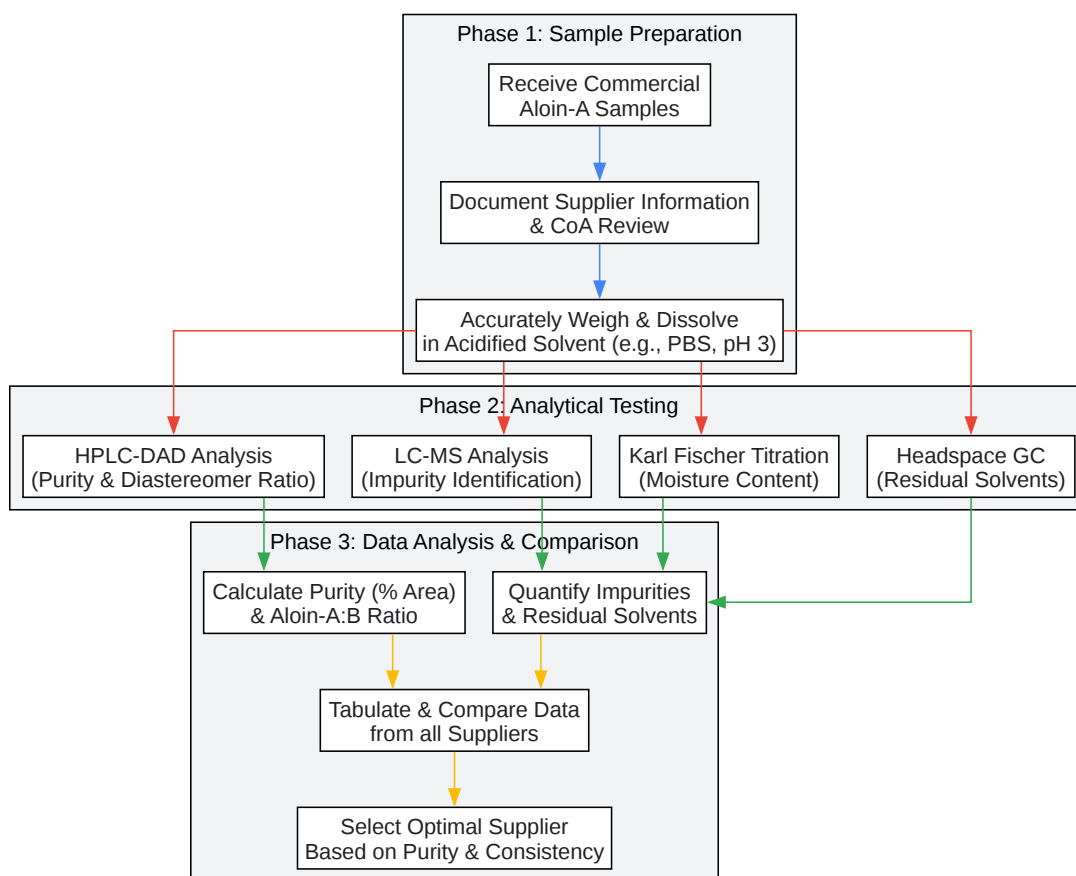 Phase 1: Sample Preparation
Receive Commercial
Aloin-A Samples
Document Supplier Information
& CoA Review
Accurately Weigh & Dissolve
in Acidified Solvent (e.g., PBS, pH 3)
Phase 2: Analytical Testing
HPLC-DAD Analysis
(Purity & Diastereomer Ratio)
LC-MS Analysis
(Impurity Identification)
Karl Fischer Titration
(Moisture Content)
Headspace GC
(Residual Solvents)
Phase 3: Data Analysis & Comparison
Calculate Purity (% Area)
& Aloin-A:B Ratio
Quantify Impurities
& Residual Solvents
Tabulate & Compare Data
from all Suppliers
Select Optimal Supplier
Based on Purity & Consistency